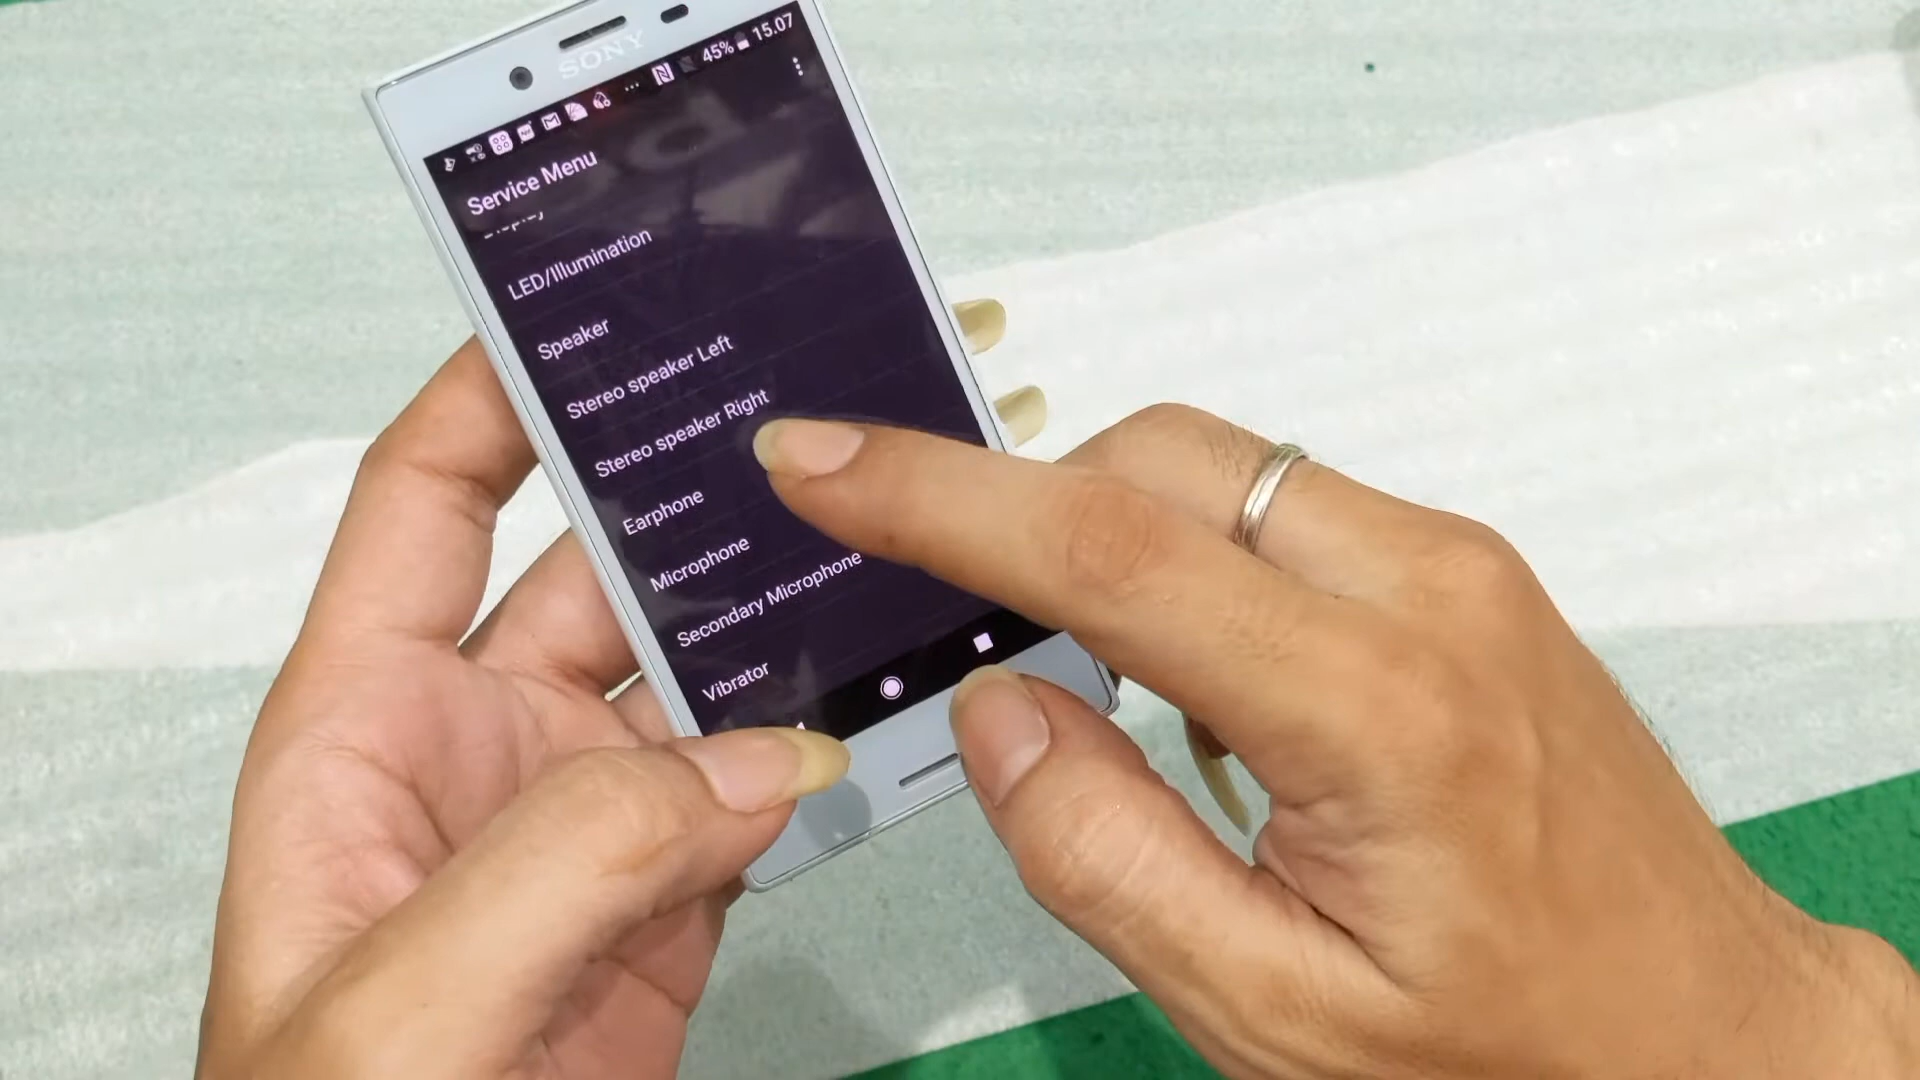 SONY
45% 15.07
Service Menu
Display
LED/Illumination
Speaker
Stereo speaker Left
Stereo speaker Right
Earphone
Microphone
Secondary Microphone
Vibrator